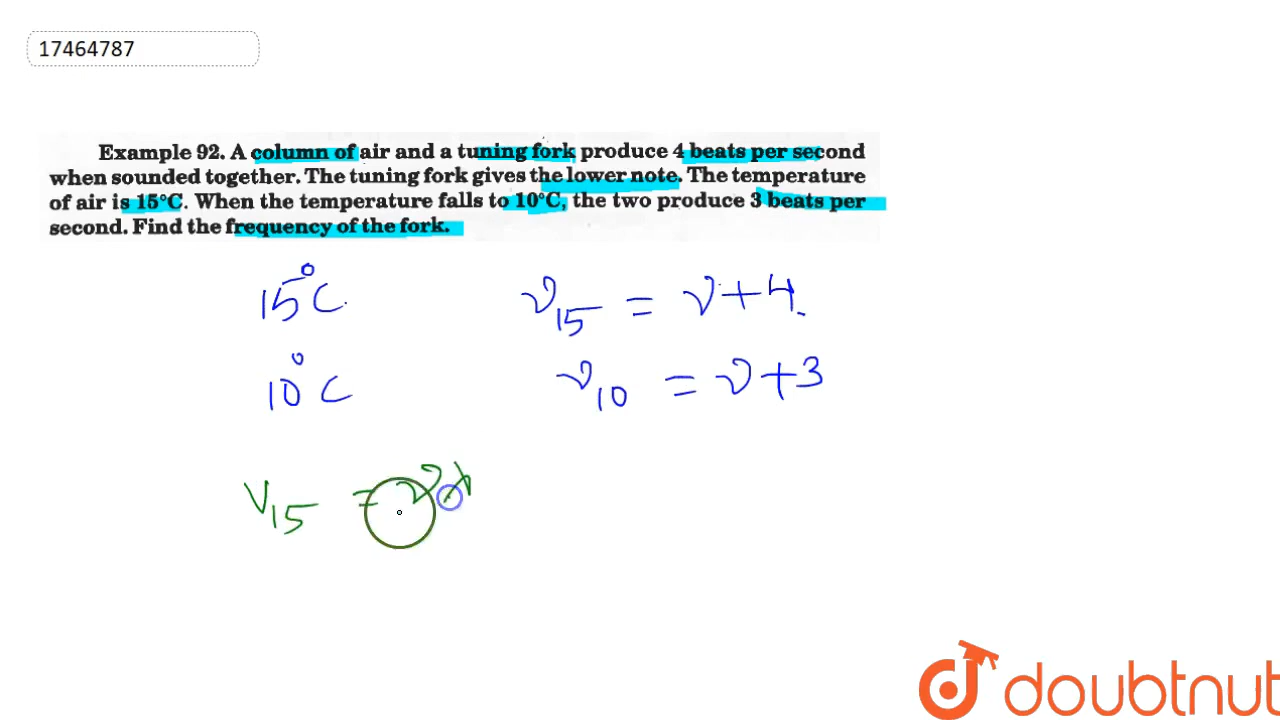 17464787
Example 92. A column of air and a tuning fork produce 4 beats per second
when sounded together. The tuning fork gives the lower note. The temperature
of air is 15°C. When the temperature falls to 10°C, the two produce 3 beats per
second. Find the frequency of the fork.
15°C. ν15 = ν+4.
10°C ν10 = ν+3
v15 = νλ
doubtnut